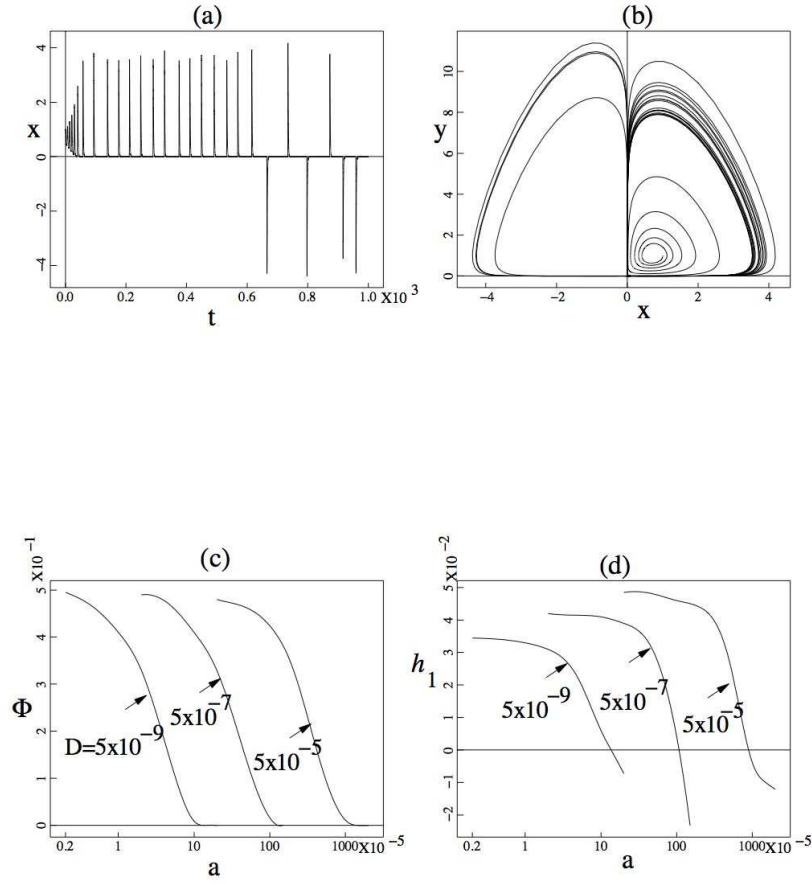 (a)
4
2
x
0
−2
−4
0.0 0.2 0.4 0.6 0.8 1.0 X10 3
t
(b)
10
8
y
6
4
2
0
−4 −2 0 2 4
x
(c)
X10 −1
5
4
3
Φ
2
1
0
D=5x10 −9
5x10 −7
5x10 −5
0.2 1 10 100 1000 X10 −5
a
(d)
X10 −2
5
4
3
h1
2
1
0
−1
−2
5x10 −9
5x10 −7
5x10 −5
0.2 1 10 100 1000 X10 −5
a